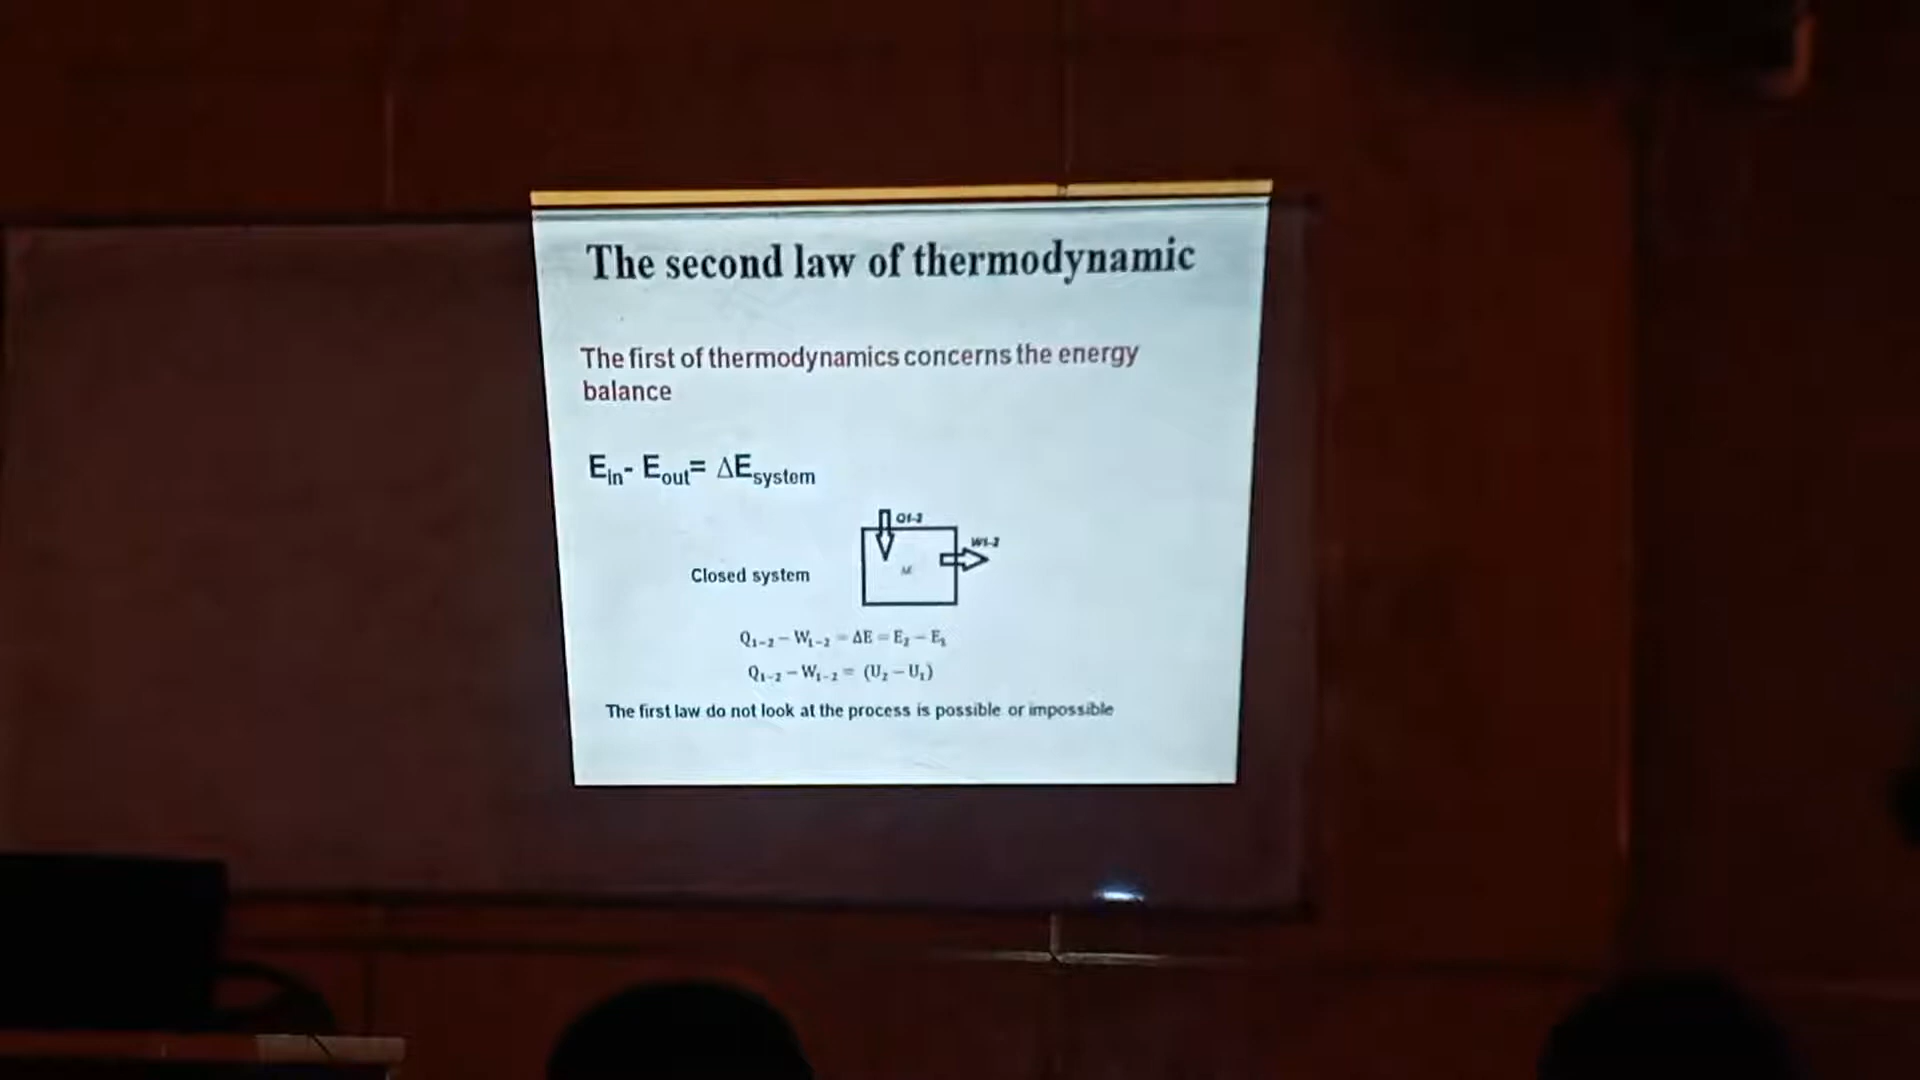 The second law of thermodynamic
The first of thermodynamics concerns the energy
balance
Ein- Eout= ΔEsystem
Q1-2
W1-2
Closed system
Q₁₋₂ − W₁₋₂ = ΔE = E₂ − E₁
Q₁₋₂ − W₁₋₂ = (U₂ − U₁)
The first law do not look at the process is possible or impossible